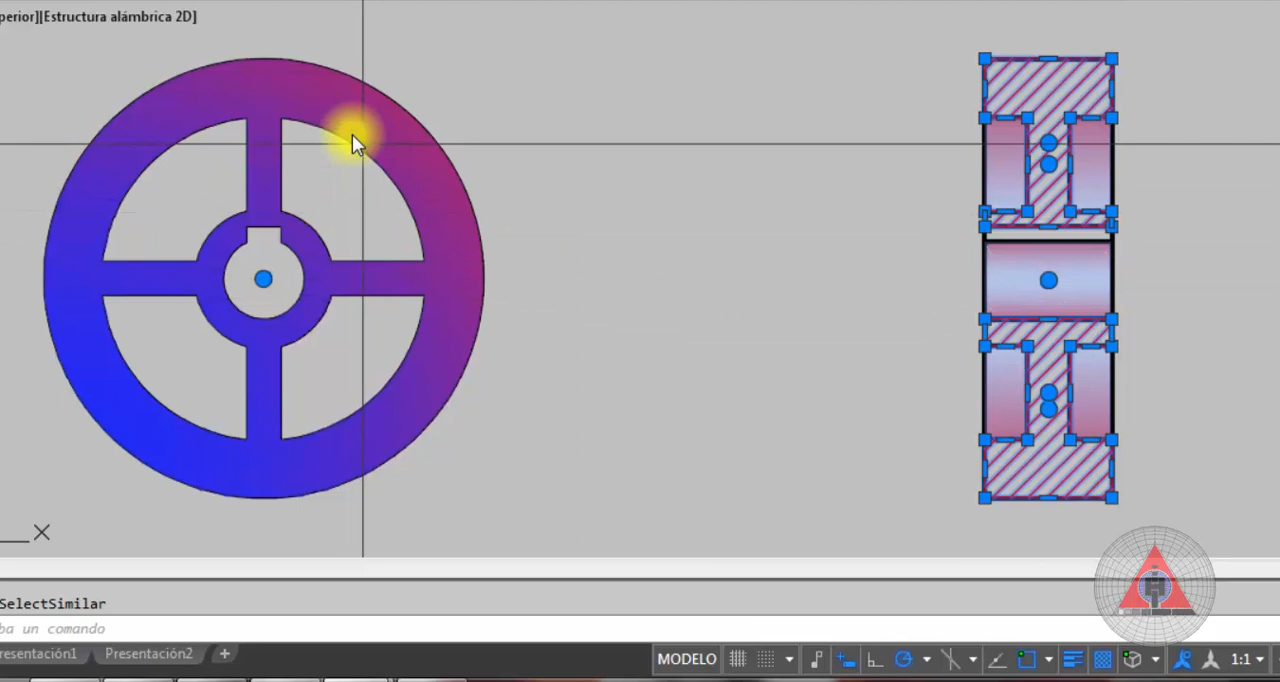 perior][Estructura alámbrica 2D]
SelectSimilar
ba un comando
resentación1
Presentación2
+
MODELO
1:1